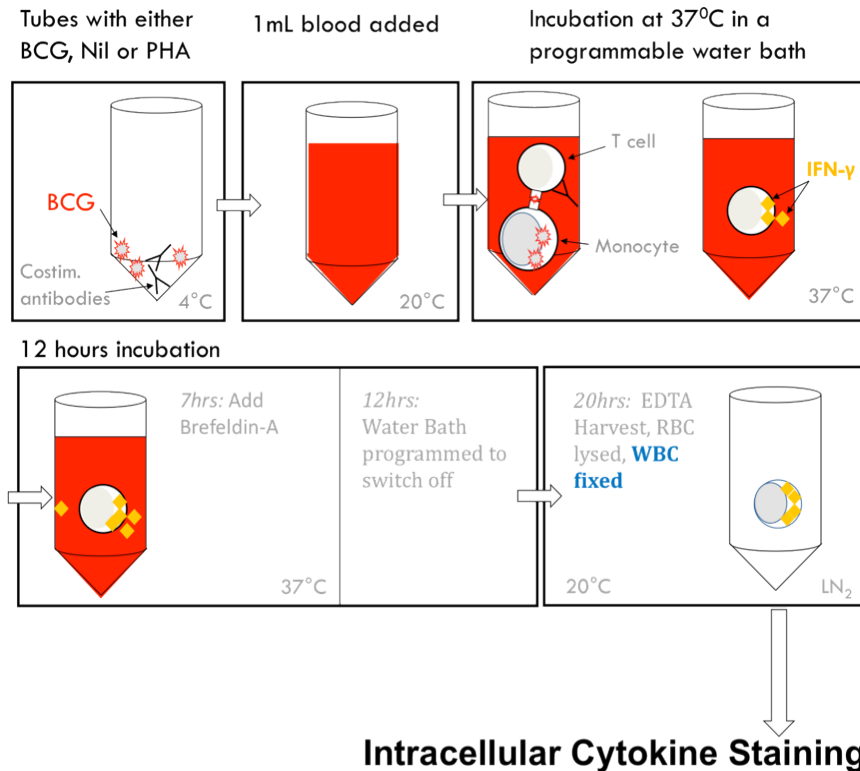 Tubes with either
BCG, Nil or PHA
1mL blood added
Incubation at 37⁰C in a
programmable water bath
BCG
Costim.
antibodies
4°C
20°C
T cell
Monocyte
IFN-γ
37°C
12 hours incubation
7hrs: Add
Brefeldin-A
37°C
12hrs:
Water Bath
programmed to
switch off
20hrs: EDTA
Harvest, RBC
lysed, WBC
fixed
20°C
LN₂
Intracellular Cytokine Staining